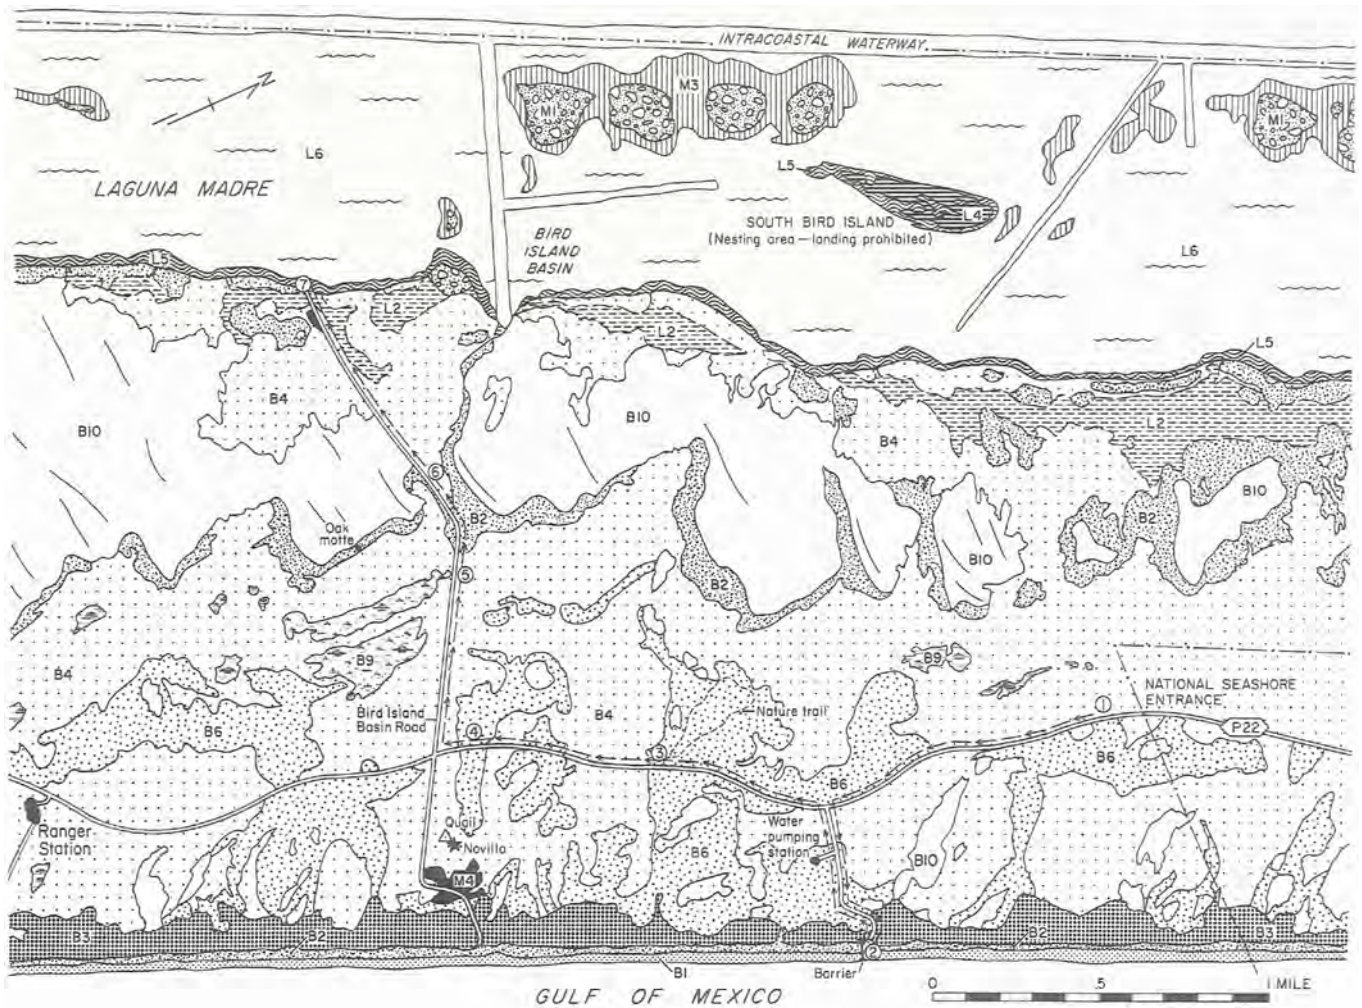 INTRACOASTAL WATERWAY
N
M3
M1
M1
L6
L5
LAGUNA MADRE
L4
SOUTH BIRD ISLAND
(Nesting area — landing prohibited)
BIRD
ISLAND
BASIN
L6
L5
7
L2
L2
L5
B4
B10
B10
B4
L2
6
B10
B2
B2
Oak
motte
B10
5
B2
B9
B9
B4
NATIONAL SEASHORE
ENTRANCE
1
Bird Island
Basin Road
B4
Nature trail
P22
B6
4
3
B6
B6
Ranger
Station
Quail
Novillo
Water
pumping
station
B6
B10
M4
B3
B2
2
B2
B3
B1
Barrier
0 .5 1 MILE
GULF OF MEXICO